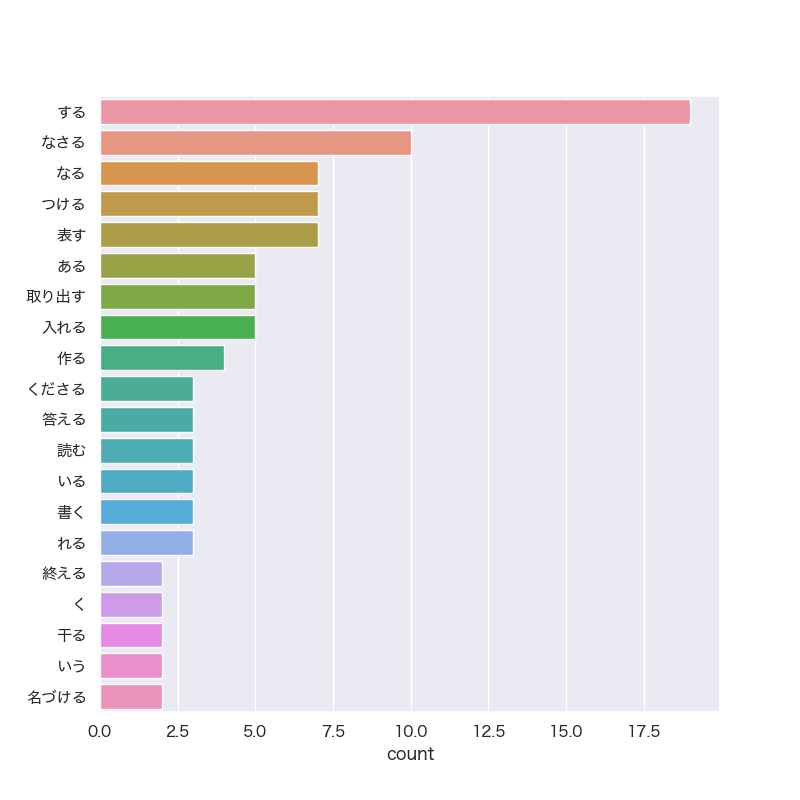 する
なさる
なる
つける
表す
ある
取り出す
入れる
作る
くださる
答える
読む
いる
書く
れる
終える
く
干る
いう
名づける
0.0 2.5 5.0 7.5 10.0 12.5 15.0 17.5
count